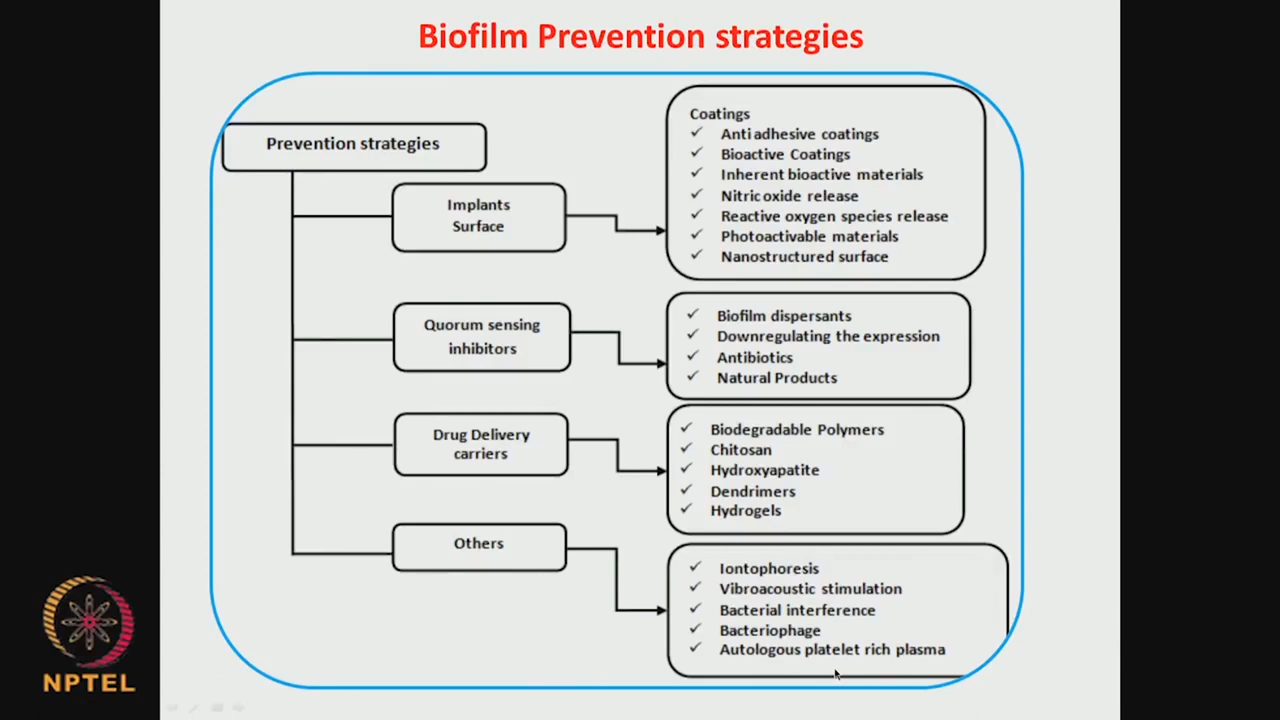 Biofilm Prevention strategies
Prevention strategies
Implants
Surface
Coatings
✓ Anti adhesive coatings
✓ Bioactive Coatings
✓ Inherent bioactive materials
✓ Nitric oxide release
✓ Reactive oxygen species release
✓ Photoactivable materials
✓ Nanostructured surface
Quorum sensing
inhibitors
✓ Biofilm dispersants
✓ Downregulating the expression
✓ Antibiotics
✓ Natural Products
Drug Delivery
carriers
✓ Biodegradable Polymers
✓ Chitosan
✓ Hydroxyapatite
✓ Dendrimers
✓ Hydrogels
Others
✓ Iontophoresis
✓ Vibroacoustic stimulation
✓ Bacterial interference
✓ Bacteriophage
✓ Autologous platelet rich plasma
NPTEL